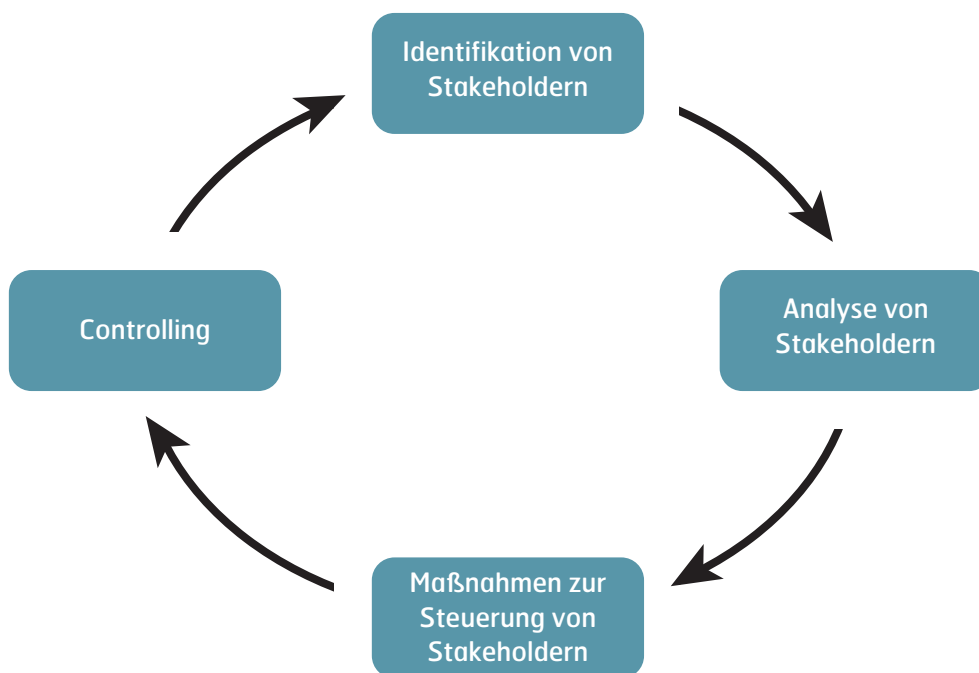 Identifikation von
Stakeholdern
Analyse von
Stakeholdern
Maßnahmen zur
Steuerung von
Stakeholdern
Controlling